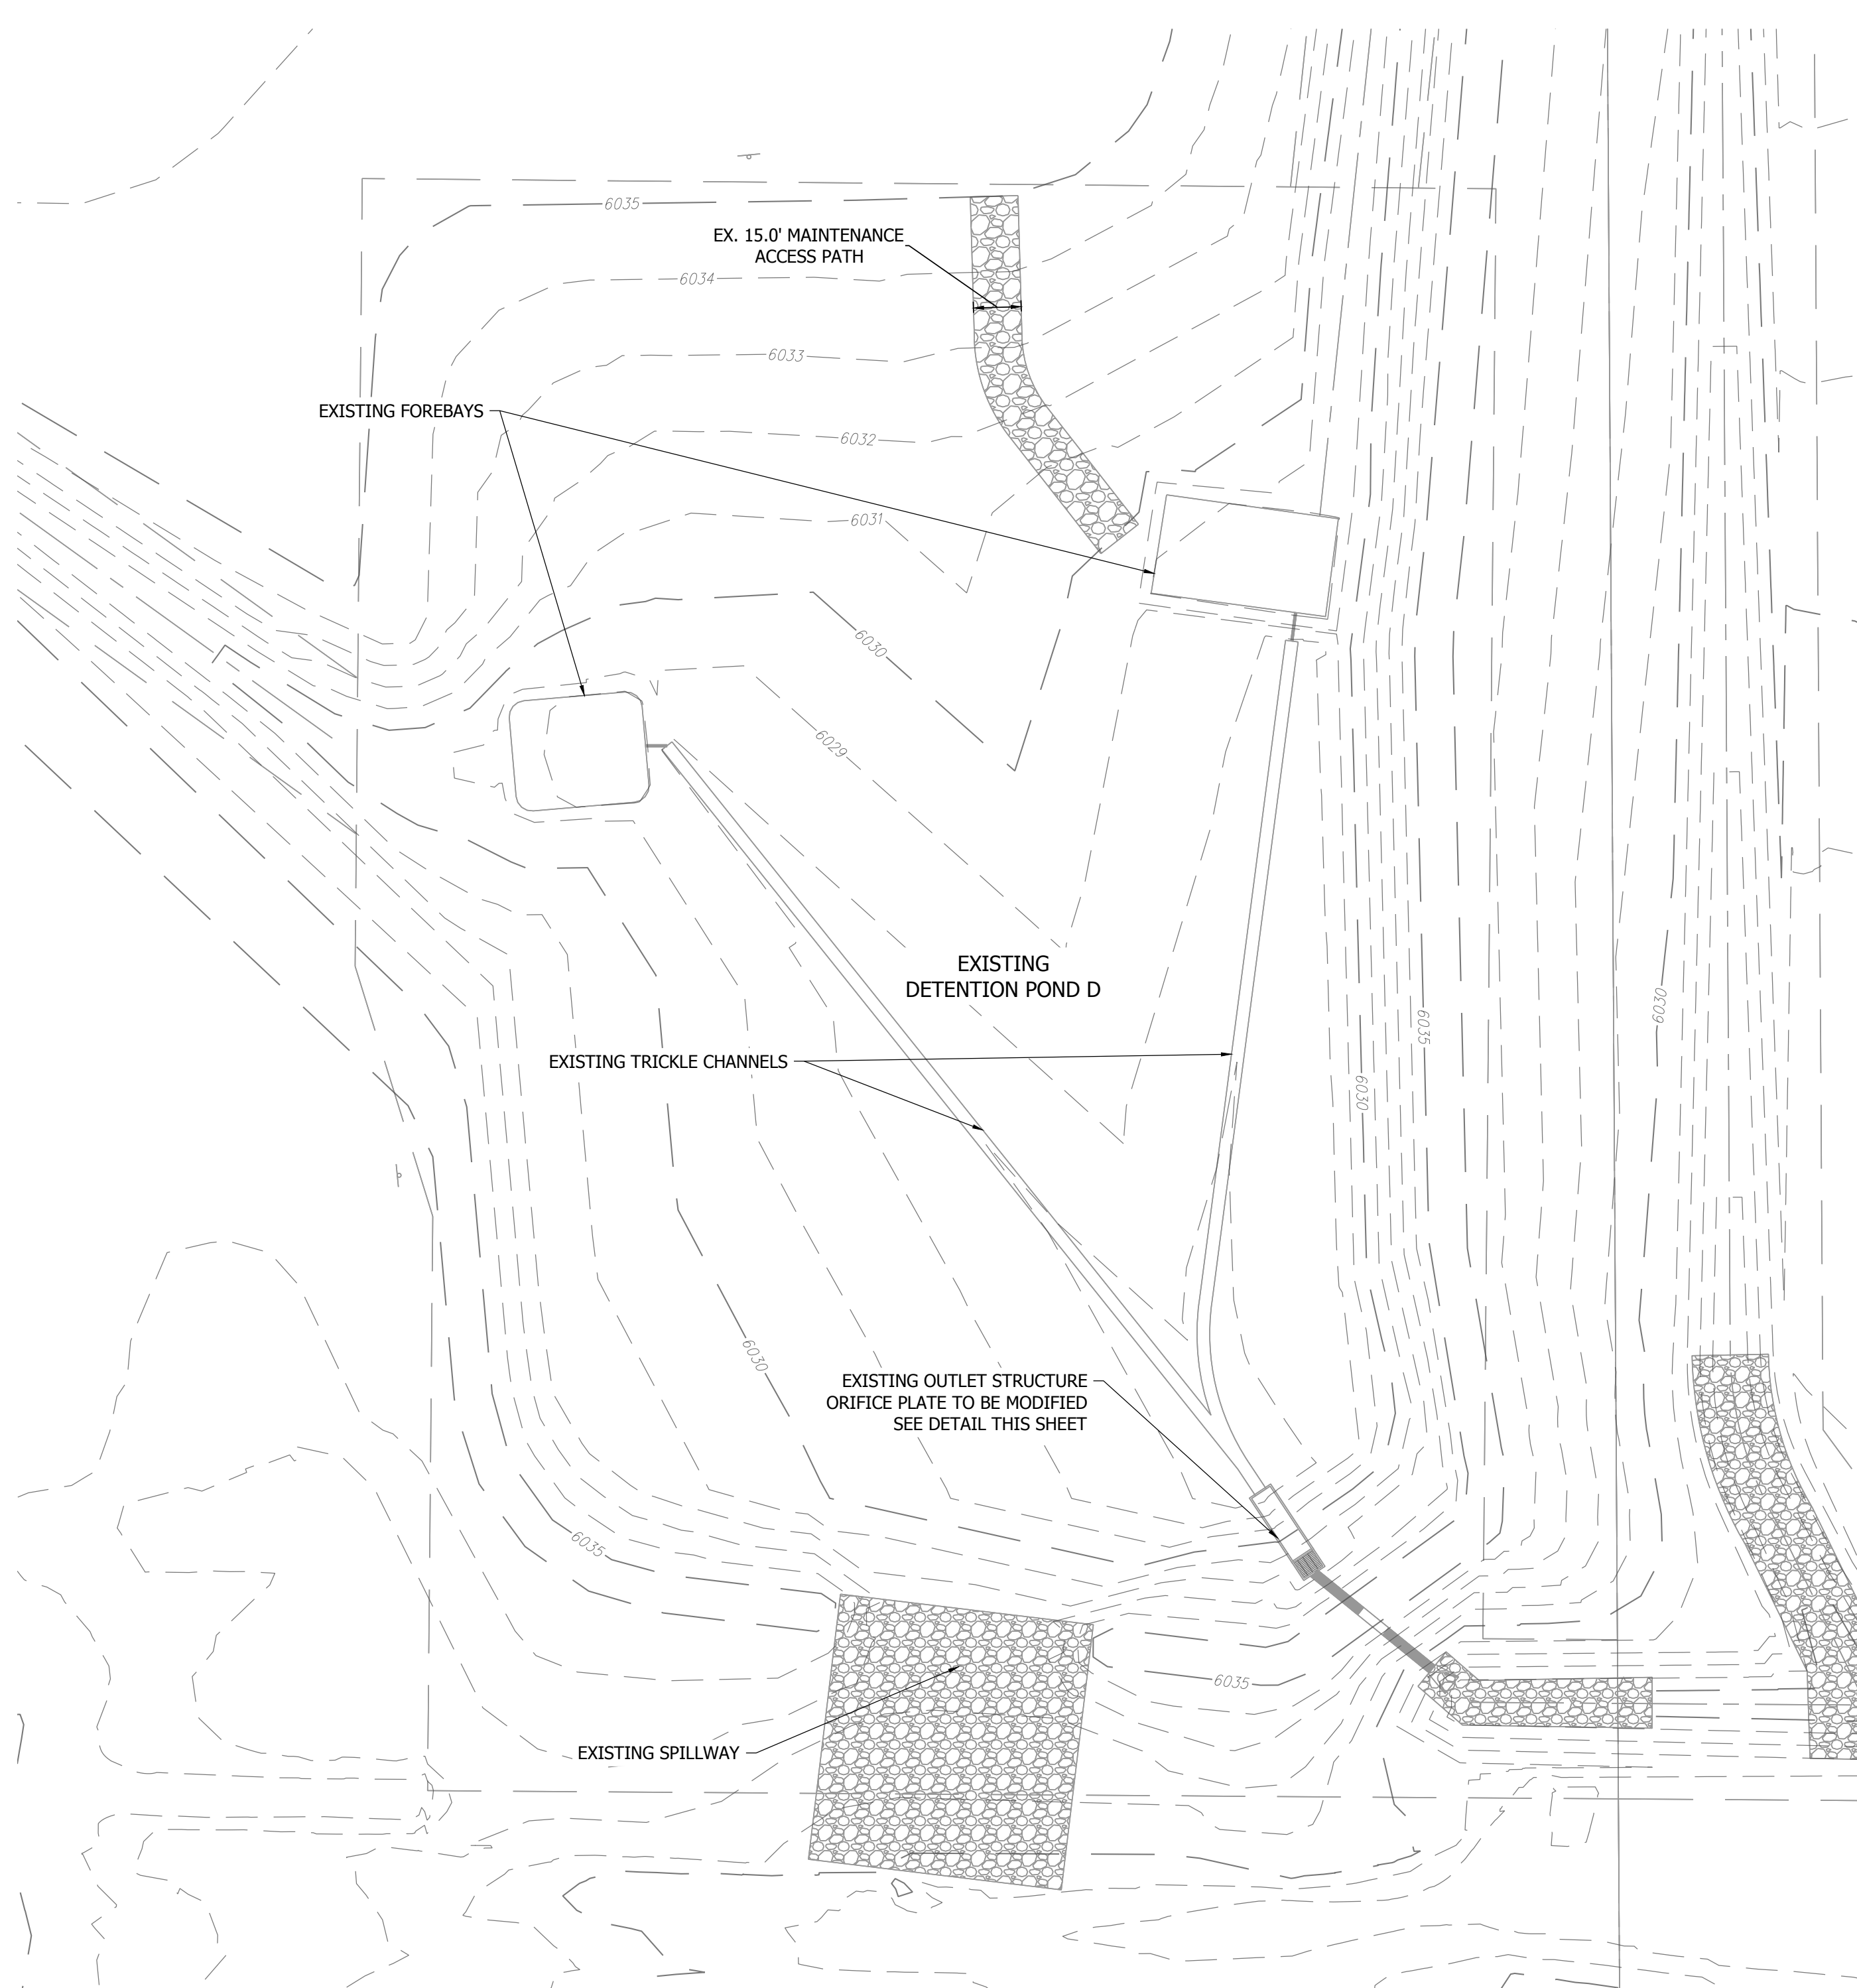 6035
EX. 15.0' MAINTENANCE
ACCESS PATH
6034
6033
EXISTING FOREBAYS
6032
6031
6030
6029
EXISTING
DETENTION POND D
6030
6035
EXISTING TRICKLE CHANNELS
6030
6030
EXISTING OUTLET STRUCTURE
ORIFICE PLATE TO BE MODIFIED
SEE DETAIL THIS SHEET
6035
6035
EXISTING SPILLWAY